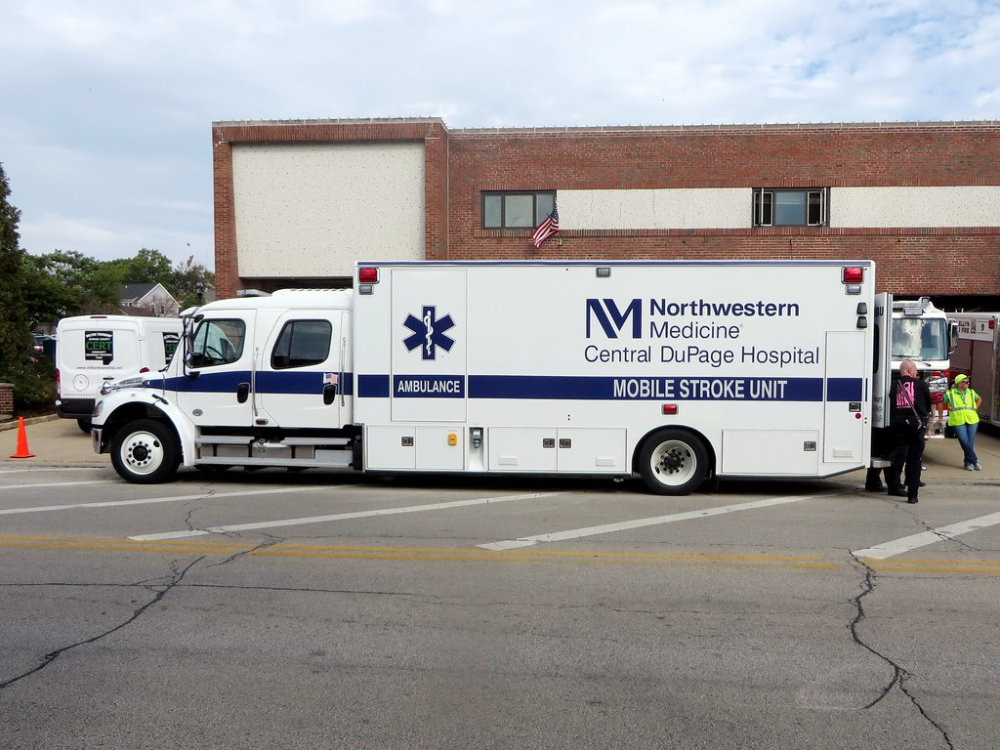 NM
Northwestern
Medicine
Central DuPage Hospital
AMBULANCE
MOBILE STROKE UNIT
CERT